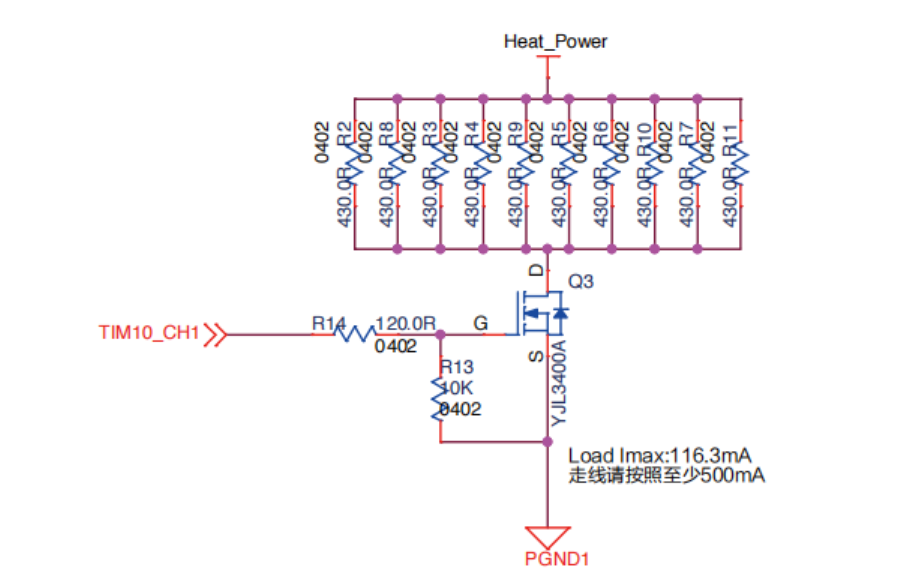 Heat_Power
0402
R2
430.0R
0402
R8
430.0R
0402
R3
430.0R
0402
R4
430.0R
0402
R9
430.0R
0402
R5
430.0R
0402
R6
430.0R
0402
R10
430.0R
0402
R7
430.0R
0402
R11
430.0R
D
Q3
TIM10_CH1
R14
120.0R
0402
G
S
YJL3400A
R13
10K
0402
Load Imax:116.3mA
走线请按照至少500mA
PGND1